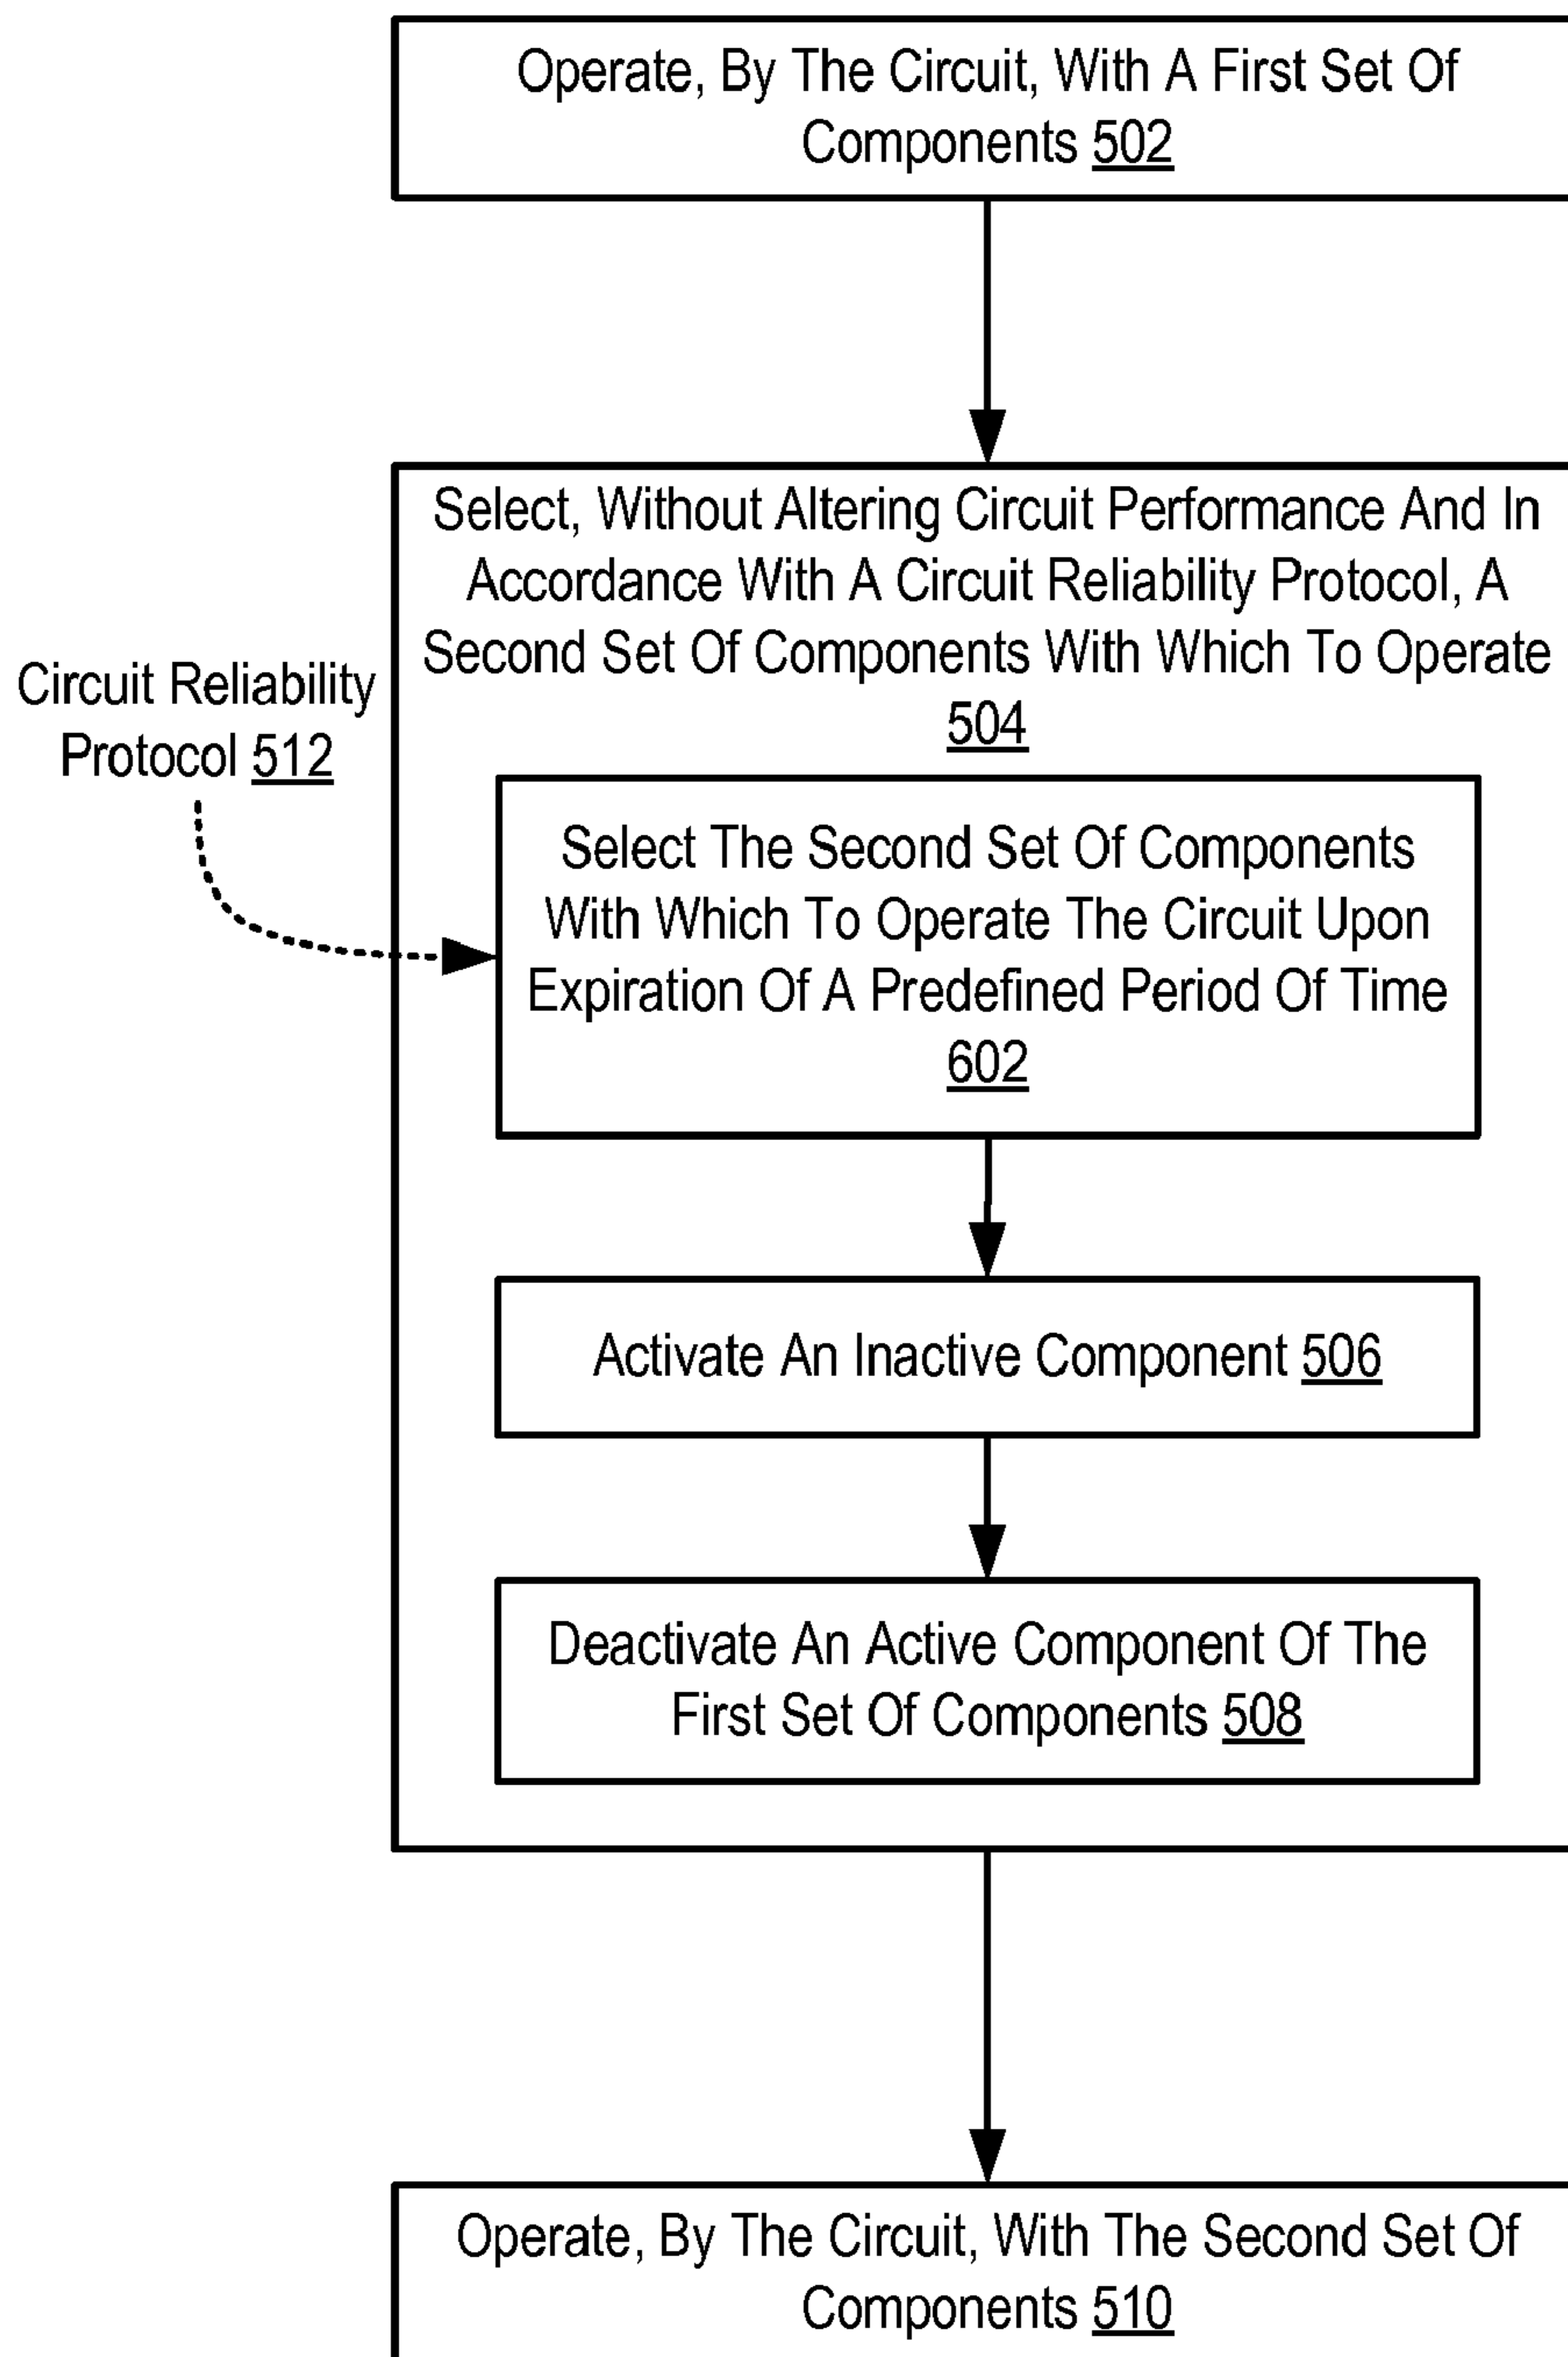 Operate, By The Circuit, With A First Set Of
Components 502
Select, Without Altering Circuit Performance And In
Accordance With A Circuit Reliability Protocol, A
Second Set Of Components With Which To Operate
504
Circuit Reliability
Protocol 512
Select The Second Set Of Components
With Which To Operate The Circuit Upon
Expiration Of A Predefined Period Of Time
602
Activate An Inactive Component 506
Deactivate An Active Component Of The
First Set Of Components 508
Operate, By The Circuit, With The Second Set Of
Components 510